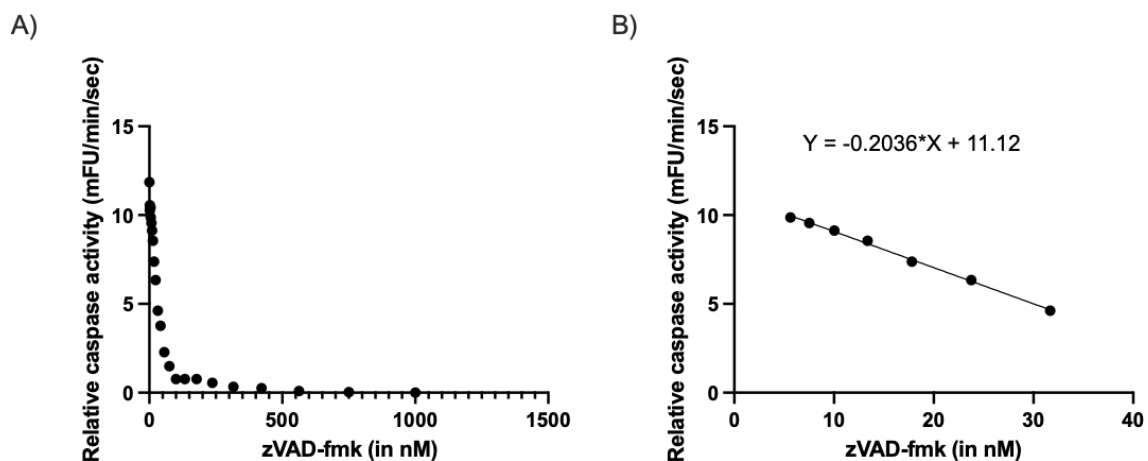 A)
Relative caspase activity (mFU/min/sec)
15
10
5
0
0
500
1000
1500
zVAD-fmk (in nM)
B)
Relative caspase activity (mFU/min/sec)
Y = -0.2036*X + 11.12
15
10
5
0
0
10
20
30
40
zVAD-fmk (in nM)